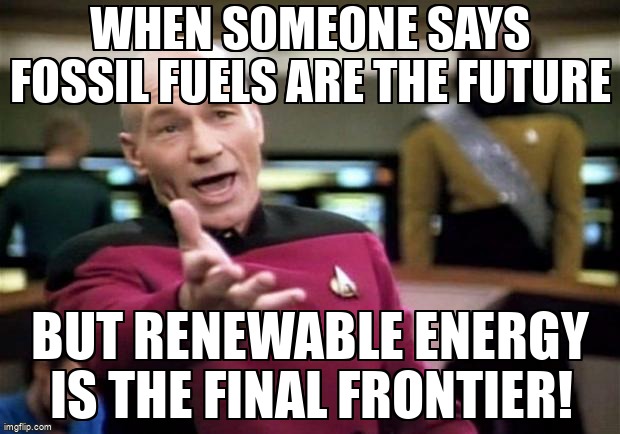 WHEN SOMEONE SAYS
FOSSIL FUELS ARE THE FUTURE
BUT RENEWABLE ENERGY
IS THE FINAL FRONTIER!
imgflip.com